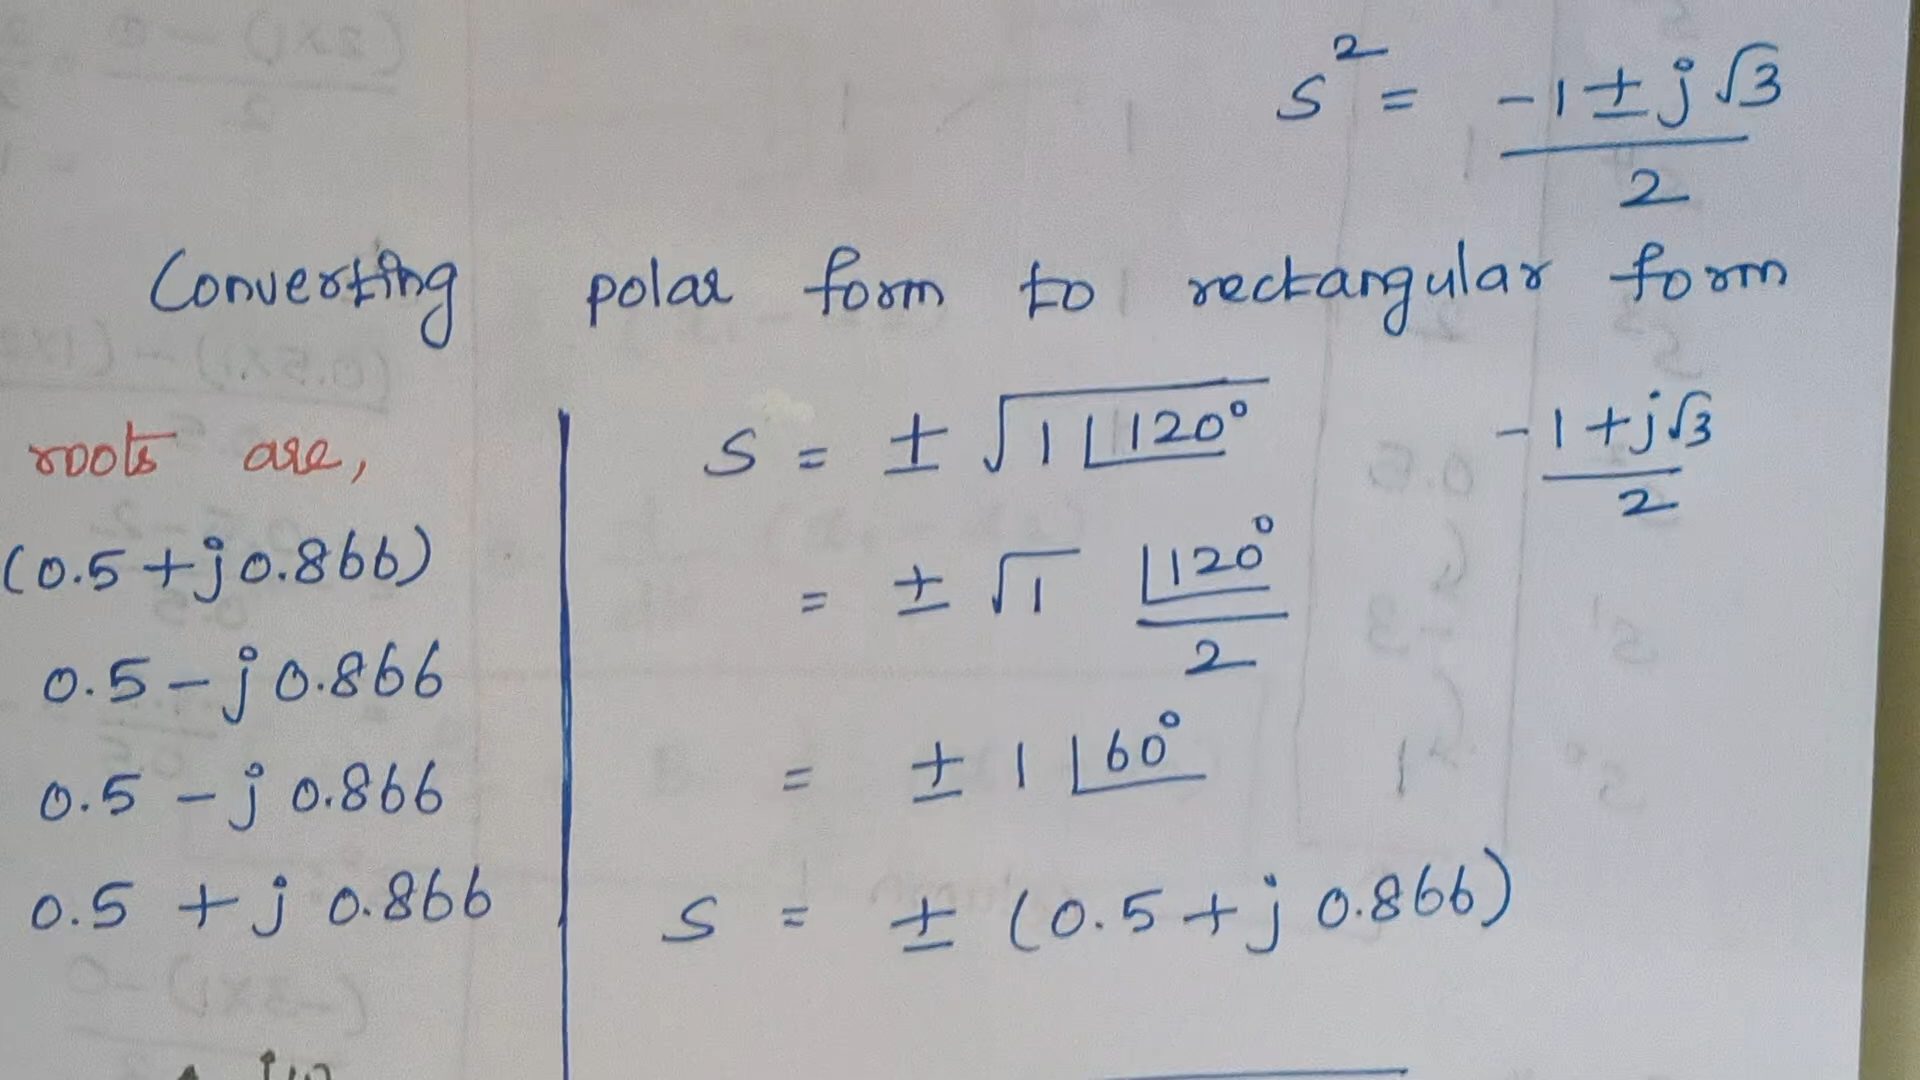 s² = -1 ± j√3
2
Converting polar form to rectangular form
roots are,
(0.5 + j0.866)
0.5 - j0.866
0.5 - j 0.866
0.5 + j 0.866
s = ± √1∠120°
-1 + j√3
2
= ± √1 ∠120°
2
= ± 1∠60°
s = ± (0.5 + j 0.866)